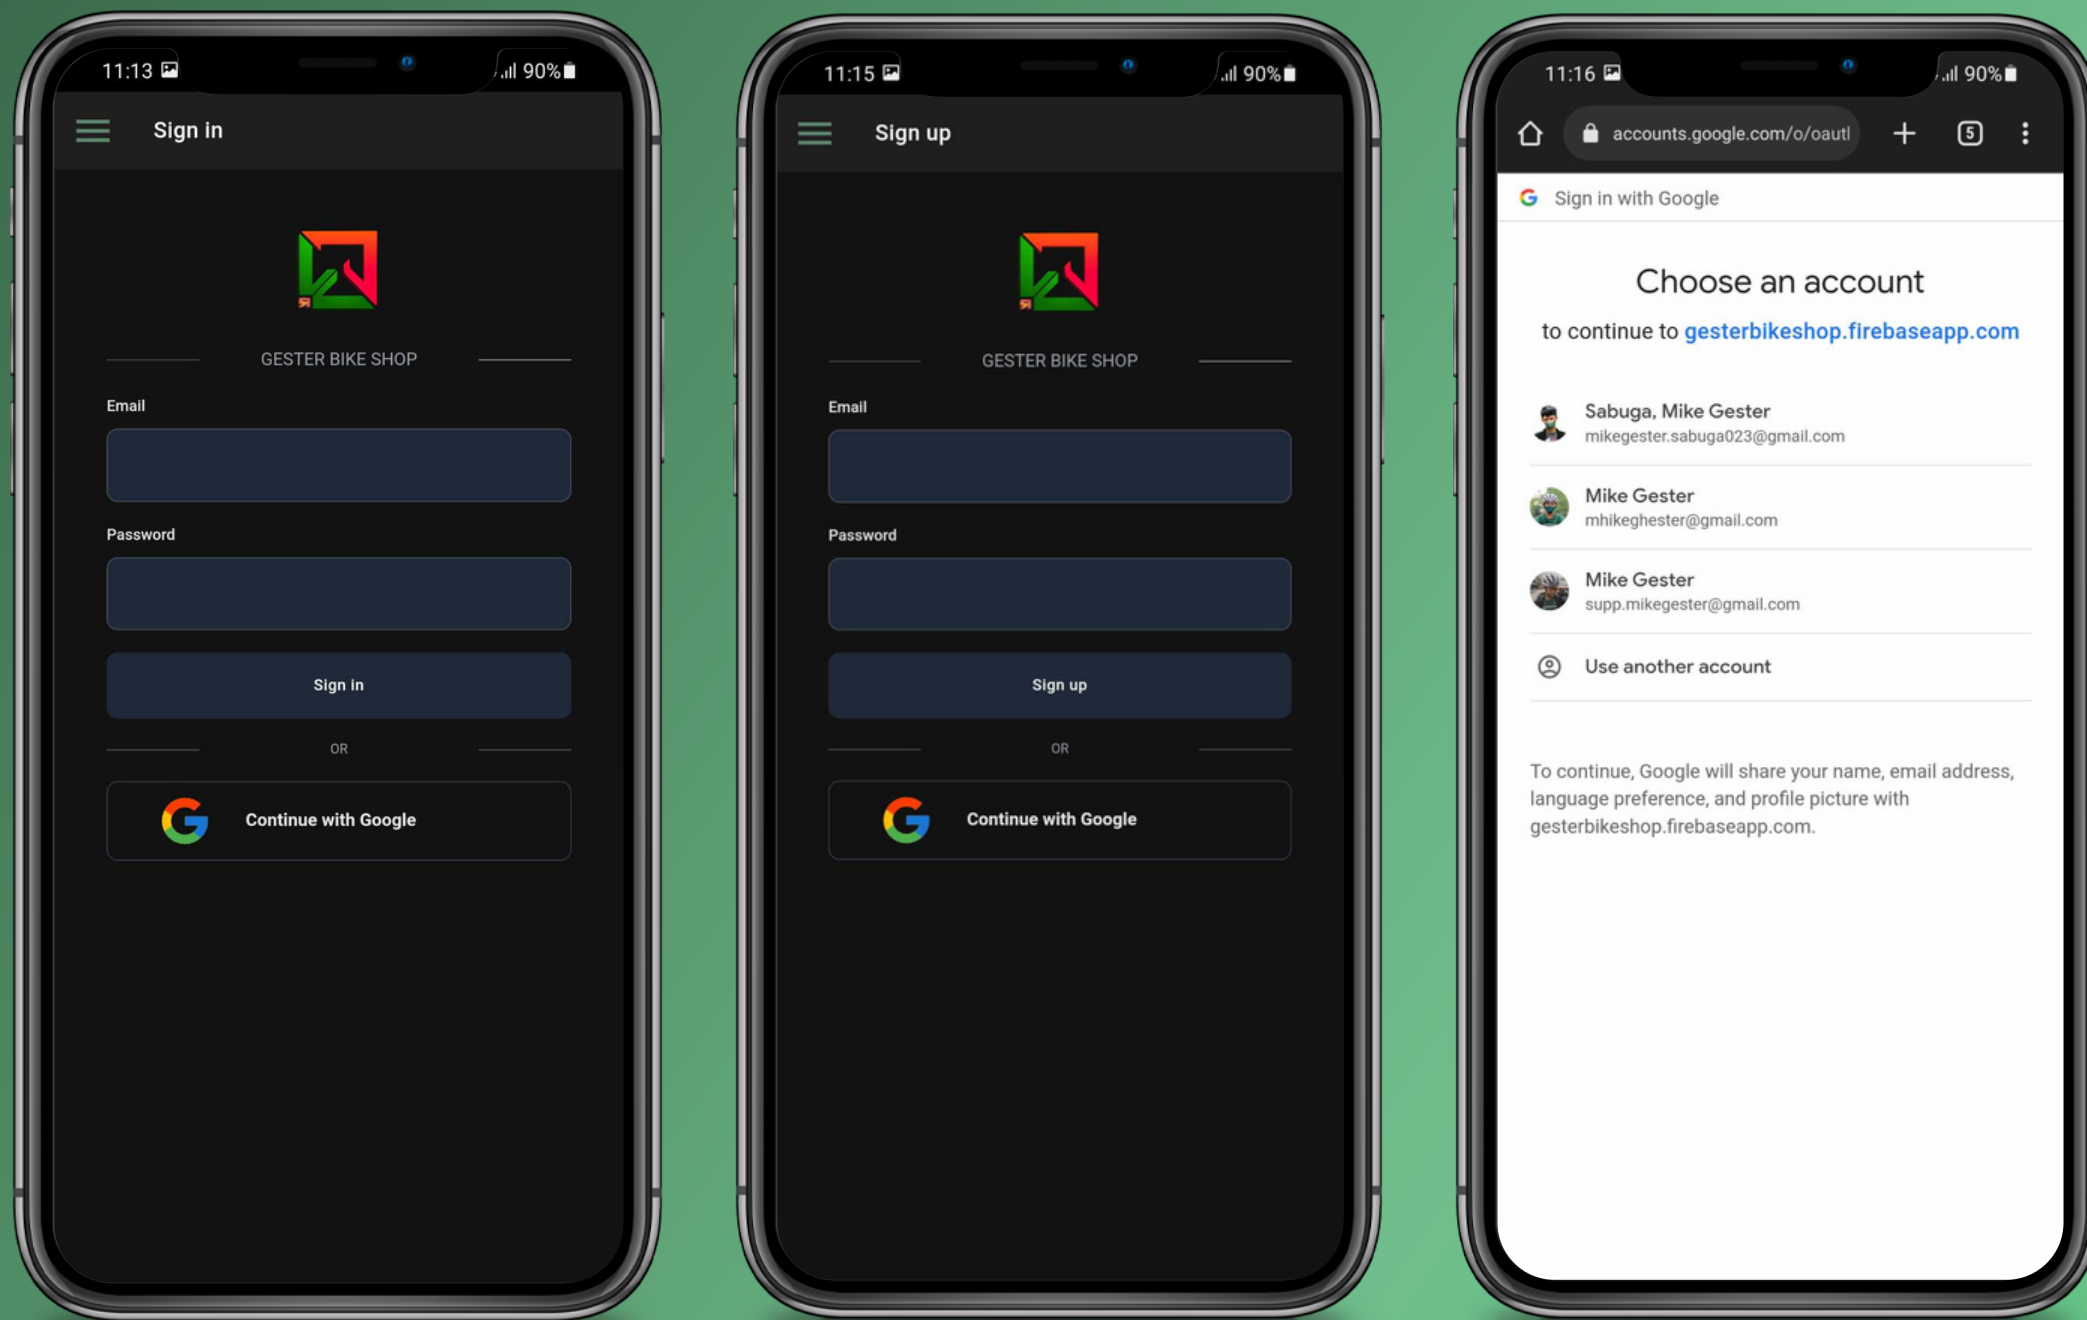 11:13
90%
Sign in
GESTER BIKE SHOP
Email
Password
Sign in
OR
Continue with Google
11:15
90%
Sign up
GESTER BIKE SHOP
Email
Password
Sign up
OR
Continue with Google
11:16
90%
accounts.google.com/o/oautl
5
Sign in with Google
Choose an account
to continue to gesterbikeshop.firebaseapp.com
Sabuga, Mike Gester
mikegester.sabuga023@gmail.com
Mike Gester
mhikeghester@gmail.com
Mike Gester
supp.mikegester@gmail.com
Use another account
To continue, Google will share your name, email address,
language preference, and profile picture with
gesterbikeshop.firebaseapp.com.